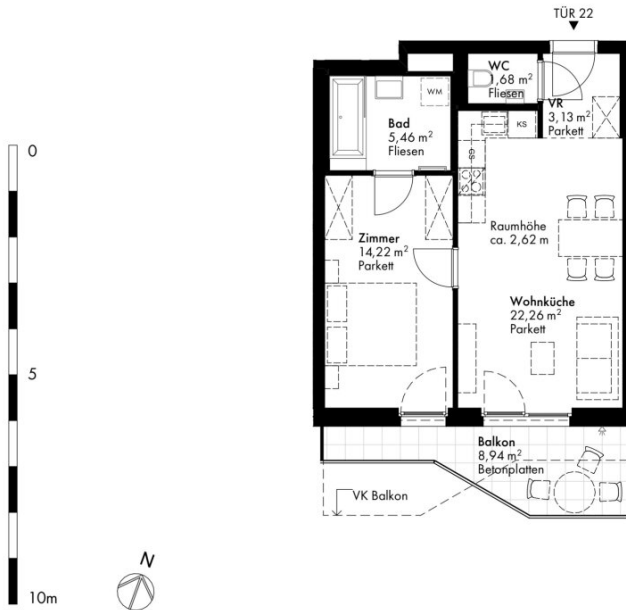 TÜR 22
WC
1,68 m²
Fliesen
VR
3,13 m²
Parkett
WM
KS
GS
Bad
5,46 m²
Fliesen
Zimmer
14,22 m²
Parkett
Raumhöhe
ca. 2,62 m
Wohnküche
22,26 m²
Parkett
Balkon
8,94 m²
Betonplatten
VK Balkon
0
5
10m
N